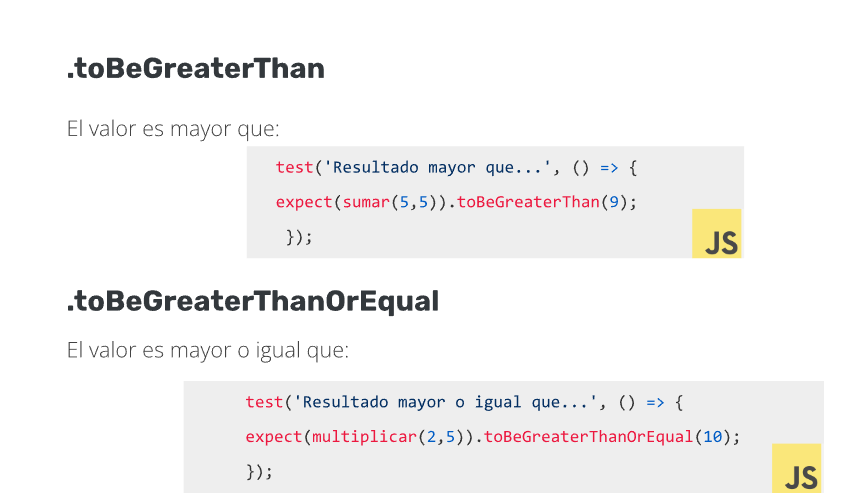 .toBeGreaterThan
El valor es mayor que:
test('Resultado mayor que...', () => {
expect(sumar(5,5)).toBeGreaterThan(9);
});
JS
.toBeGreaterThanOrEqual
El valor es mayor o igual que:
test('Resultado mayor o igual que...', () => {
expect(multiplicar(2,5)).toBeGreaterThanOrEqual(10);
});
JS